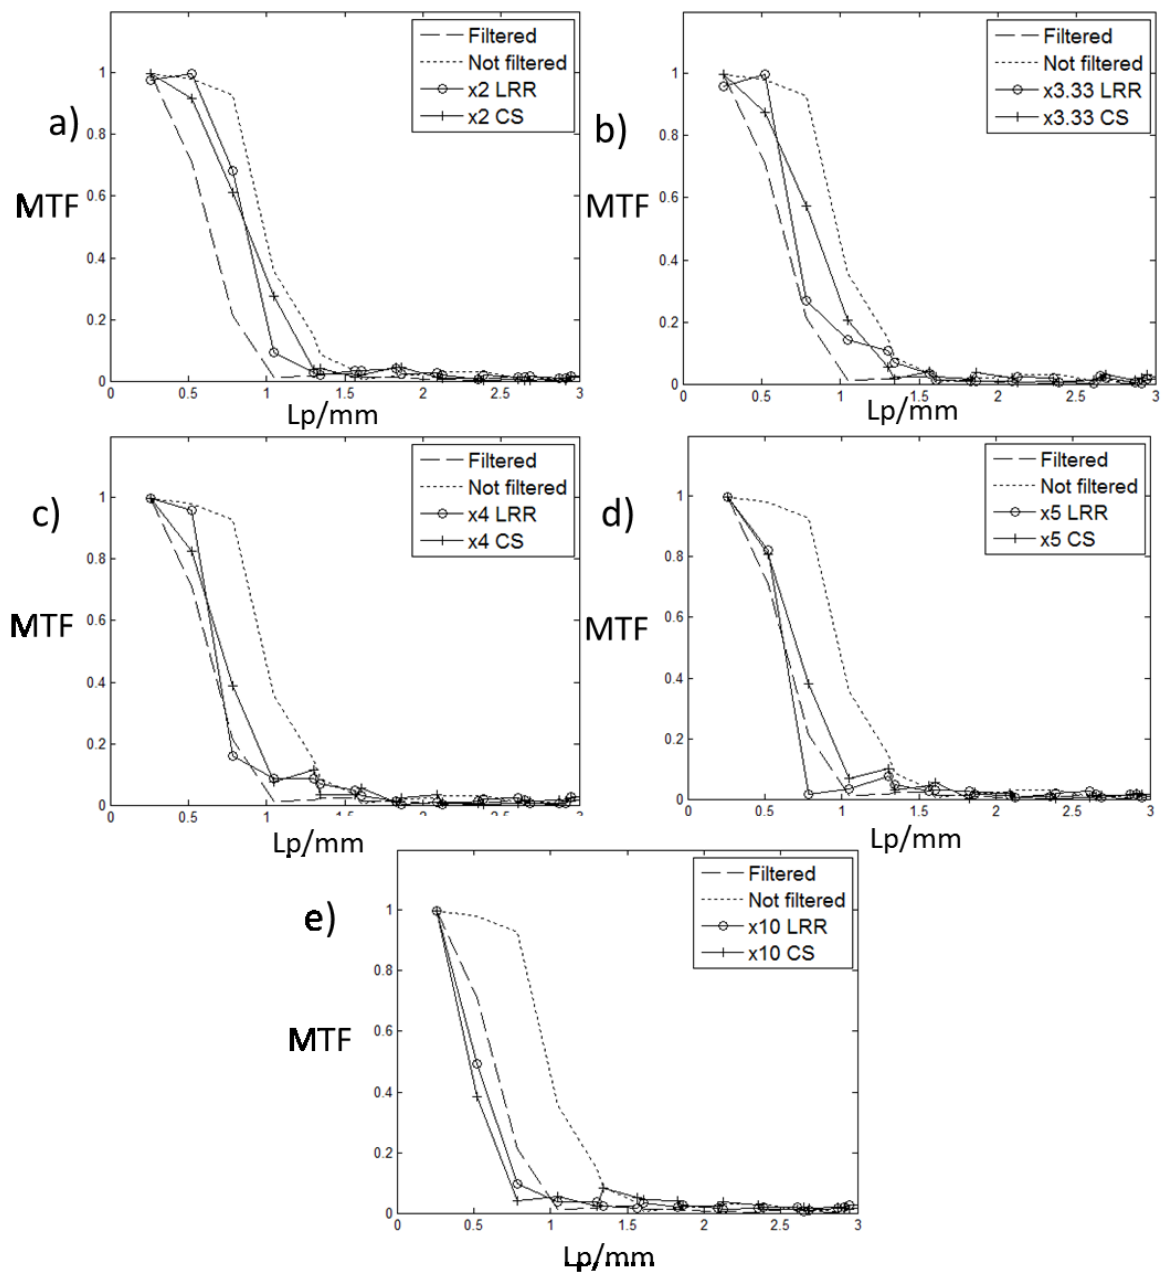 a)
MTF
1
0.8
0.6
0.4
0.2
0
0 0.5 1 1.5 2 2.5 3
Lp/mm
Filtered
Not filtered
x2 LRR
x2 CS
b)
MTF
1
0.8
0.6
0.4
0.2
0
0 0.5 1 1.5 2 2.5 3
Lp/mm
Filtered
Not filtered
x3.33 LRR
x3.33 CS
c)
MTF
1
0.8
0.6
0.4
0.2
0
0 0.5 1 1.5 2 2.5 3
Lp/mm
Filtered
Not filtered
x4 LRR
x4 CS
d)
MTF
1
0.8
0.6
0.4
0.2
0
0 0.5 1 1.5 2 2.5 3
Lp/mm
Filtered
Not filtered
x5 LRR
x5 CS
e)
MTF
1
0.8
0.6
0.4
0.2
0
0 0.5 1 1.5 2 2.5 3
Lp/mm
Filtered
Not filtered
x10 LRR
x10 CS